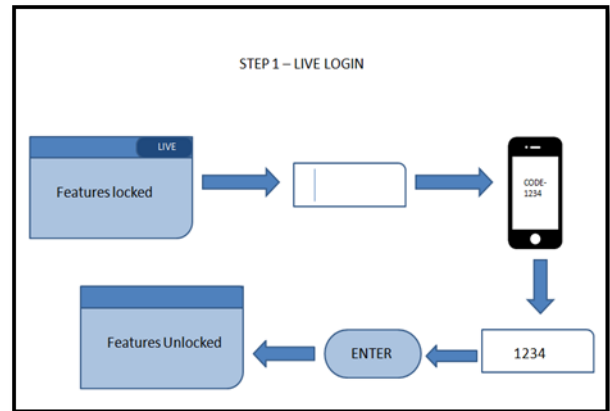 STEP 1 – LIVE LOGIN
LIVE
Features locked
CODE-
1234
1234
ENTER
Features Unlocked